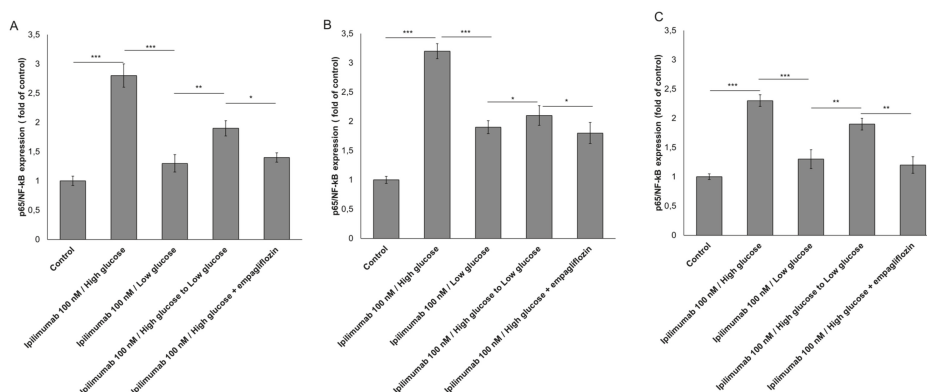 A
p65/NF-kB expression ( fold of control)
3,5
3
2,5
2
1,5
1
0,5
0
***
***
**
*
Control
Ipilimumab 100 nM / High glucose
Ipilimumab 100 nM / Low glucose
Ipilimumab 100 nM / High glucose to Low glucose
Ipilimumab 100 nM / High glucose + empagliflozin
B
p65/NF-kB expression ( fold of control)
3,5
3
2,5
2
1,5
1
0,5
0
***
***
*
*
Control
Ipilimumab 100 nM / High glucose
Ipilimumab 100 nM / Low glucose
Ipilimumab 100 nM / High glucose to Low glucose
Ipilimumab 100 nM / High glucose + empagliflozin
C
p65/NF-kB expression (fold of control)
3,5
3
2,5
2
1,5
1
0,5
0
***
***
**
**
Control
Ipilimumab 100 nM / High glucose
Ipilimumab 100 nM / Low glucose
Ipilimumab 100 nM / High glucose to Low glucose
Ipilimumab 100 nM / High glucose + empagliflozin